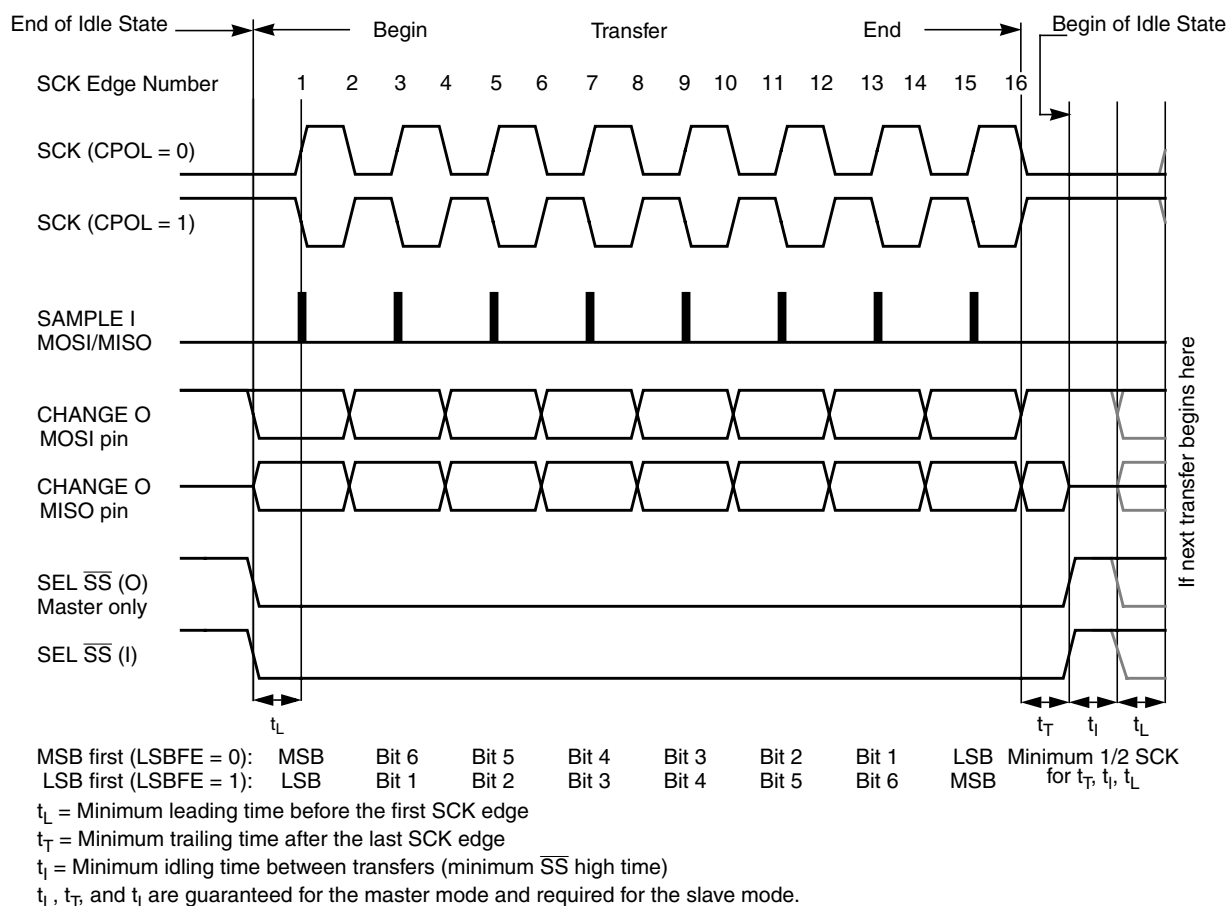 End of Idle State
Begin
Transfer
End
Begin of Idle State
SCK Edge Number
1 2 3 4 5 6 7 8 9 10 11 12 13 14 15 16
SCK (CPOL = 0)
SCK (CPOL = 1)
SAMPLE I
MOSI/MISO
CHANGE O
MOSI pin
CHANGE O
MISO pin
SEL S̅S̅ (O)
Master only
SEL S̅S̅ (I)
If next transfer begins here
tL
tT
tI
tL
MSB first (LSBFE = 0): MSB Bit 6 Bit 5 Bit 4 Bit 3 Bit 2 Bit 1 LSB
LSB first (LSBFE = 1): LSB Bit 1 Bit 2 Bit 3 Bit 4 Bit 5 Bit 6 MSB
Minimum 1/2 SCK
for tT, tI, tL
tL = Minimum leading time before the first SCK edge
tT = Minimum trailing time after the last SCK edge
tI = Minimum idling time between transfers (minimum S̅S̅ high time)
tL, tT, and tI are guaranteed for the master mode and required for the slave mode.